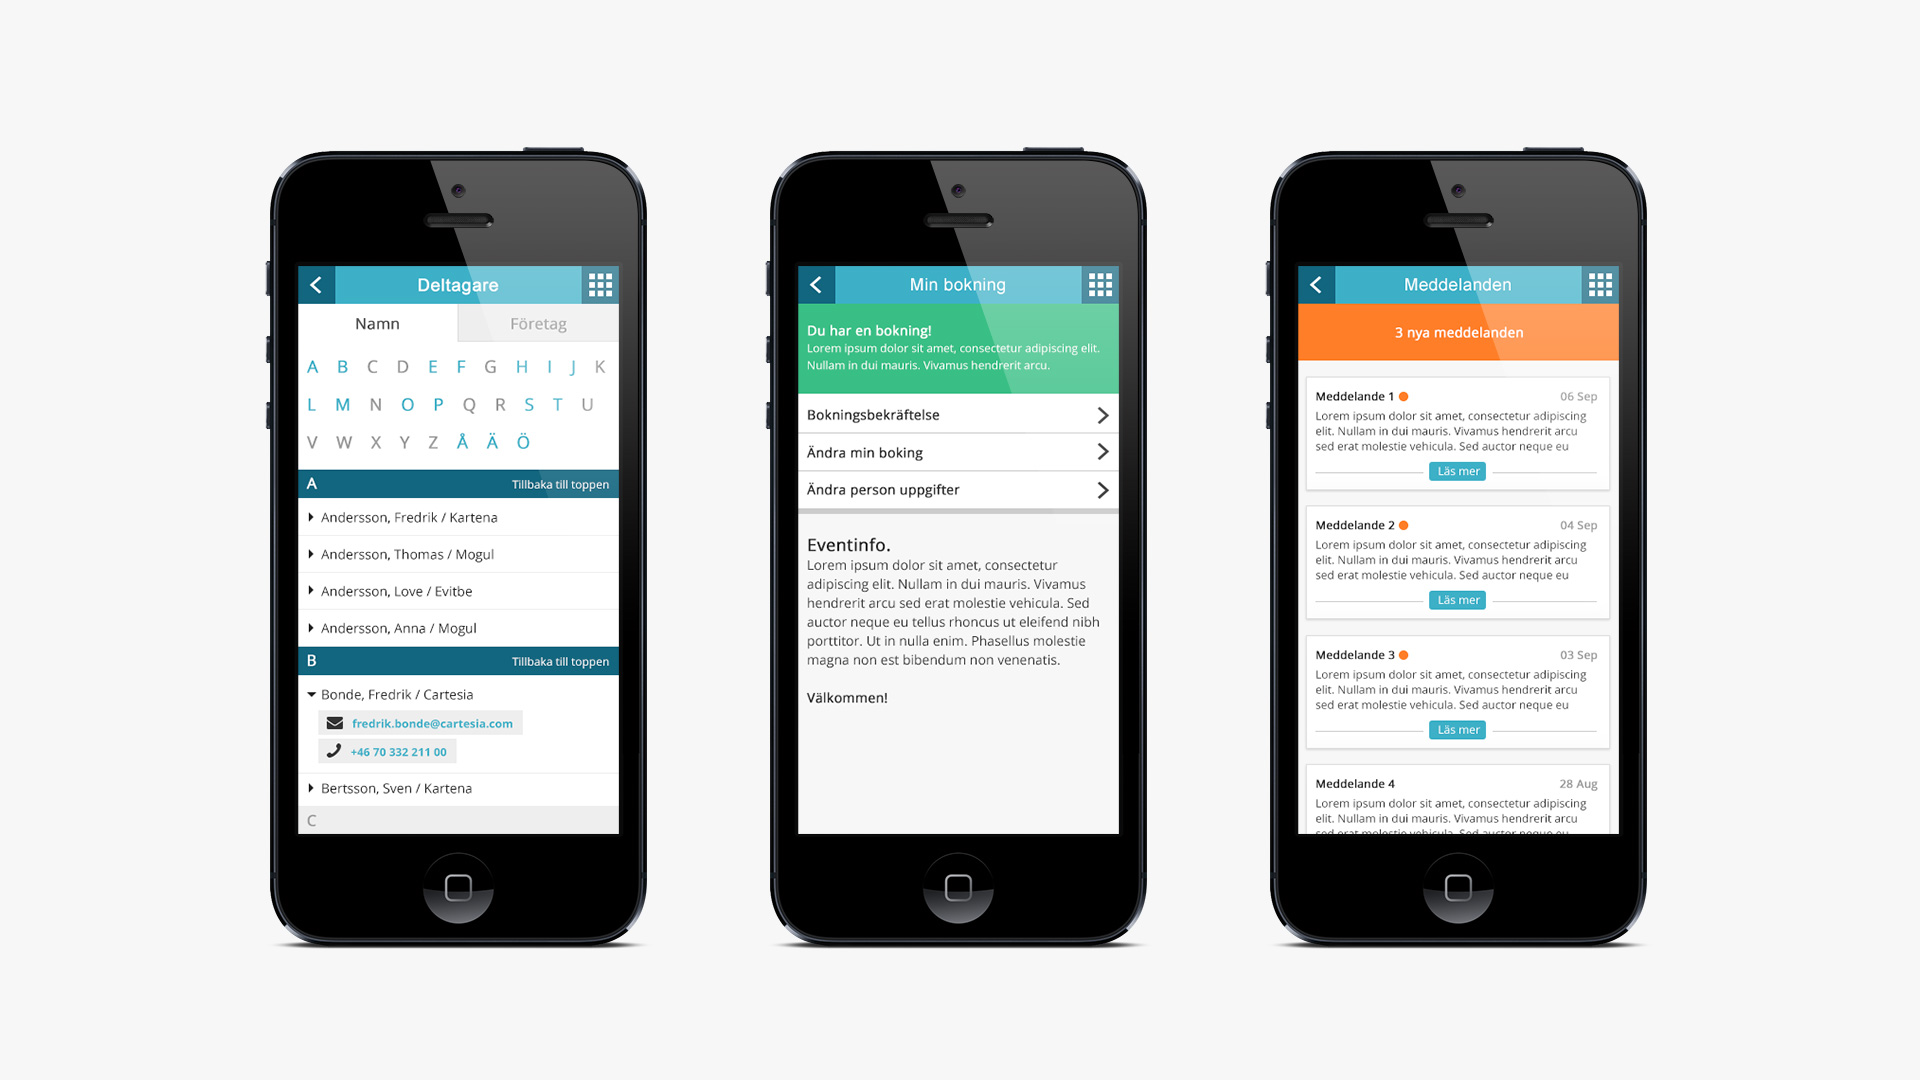 Deltagare
Namn
Företag
A B C D E F G H I J K
L M N O P Q R S T U
V W X Y Z Å Ä Ö
A Tillbaka till toppen
Andersson, Fredrik / Kartena
Andersson, Thomas / Mogul
Andersson, Love / Evitbe
Andersson, Anna / Mogul
B Tillbaka till toppen
Bonde, Fredrik / Cartesia
fredrik.bonde@cartesia.com
+46 70 332 211 00
Bertsson, Sven / Kartena
C
Min bokning
Du har en bokning!
Lorem ipsum dolor sit amet, consectetur adipiscing elit.
Nullam in dui mauris. Vivamus hendrerit arcu.
Bokningsbekräftelse
Ändra min boking
Ändra person uppgifter
Eventinfo.
Lorem ipsum dolor sit amet, consectetur
adipiscing elit. Nullam in dui mauris. Vivamus
hendrerit arcu sed erat molestie vehicula. Sed
auctor neque eu tellus rhoncus ut eleifend nibh
porttitor. Ut in nulla enim. Phasellus molestie
magna non est bibendum non venenatis.
Välkommen!
Meddelanden
3 nya meddelanden
Meddelande 1 06 Sep
Lorem ipsum dolor sit amet, consectetur adipiscing
elit. Nullam in dui mauris. Vivamus hendrerit arcu
sed erat molestie vehicula. Sed auctor neque eu
Läs mer
Meddelande 2 04 Sep
Lorem ipsum dolor sit amet, consectetur adipiscing
elit. Nullam in dui mauris. Vivamus hendrerit arcu
sed erat molestie vehicula. Sed auctor neque eu
Läs mer
Meddelande 3 03 Sep
Lorem ipsum dolor sit amet, consectetur adipiscing
elit. Nullam in dui mauris. Vivamus hendrerit arcu
sed erat molestie vehicula. Sed auctor neque eu
Läs mer
Meddelande 4 28 Aug
Lorem ipsum dolor sit amet, consectetur adipiscing
elit. Nullam in dui mauris. Vivamus hendrerit arcu
sed erat molestie vehicula. Sed auctor neque eu